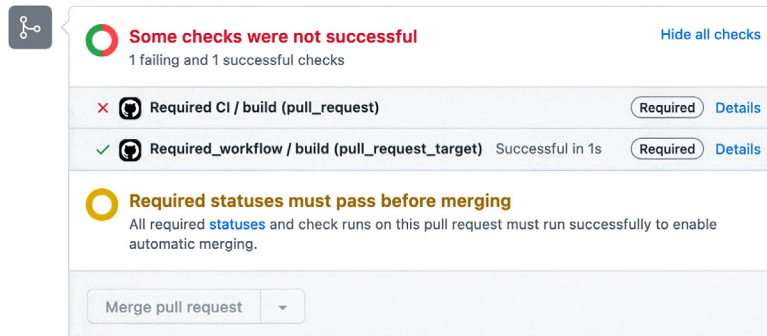 Some checks were not successful
Hide all checks
1 failing and 1 successful checks
Required CI / build (pull_request)
Required
Details
Required_workflow / build (pull_request_target)
Successful in 1s
Required
Details
Required statuses must pass before merging
All required statuses and check runs on this pull request must run successfully to enable
automatic merging.
Merge pull request